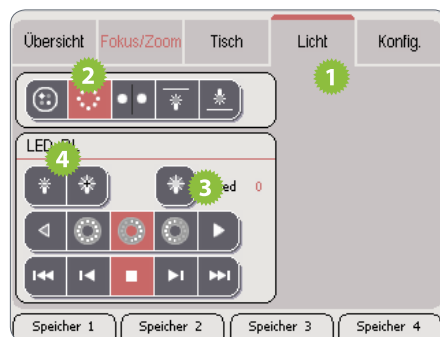 Übersicht Fokus/Zoom Tisch Licht Konfig.
1
2
LED RL
4
3 ed 0
Speicher 1 Speicher 2 Speicher 3 Speicher 4